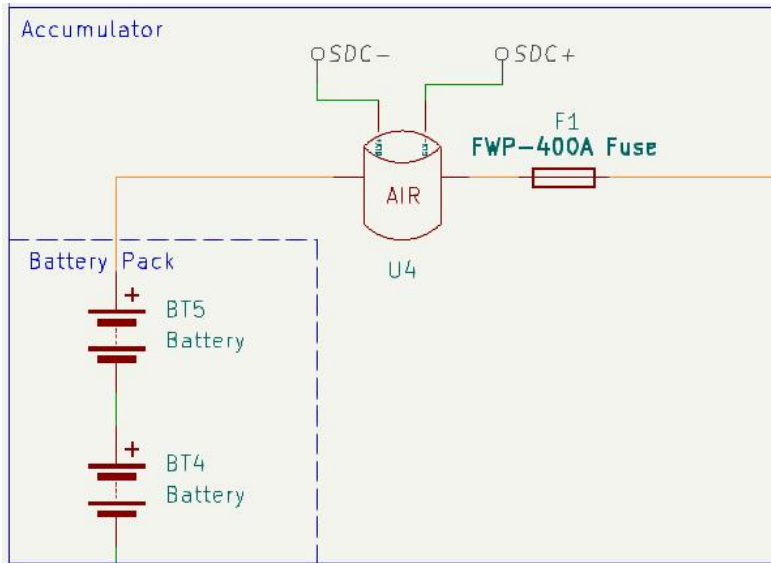 Accumulator
SDC-
SDC+
F1
FWP-400A Fuse
AIR
U4
Battery Pack
+
BT5
Battery
+
BT4
Battery